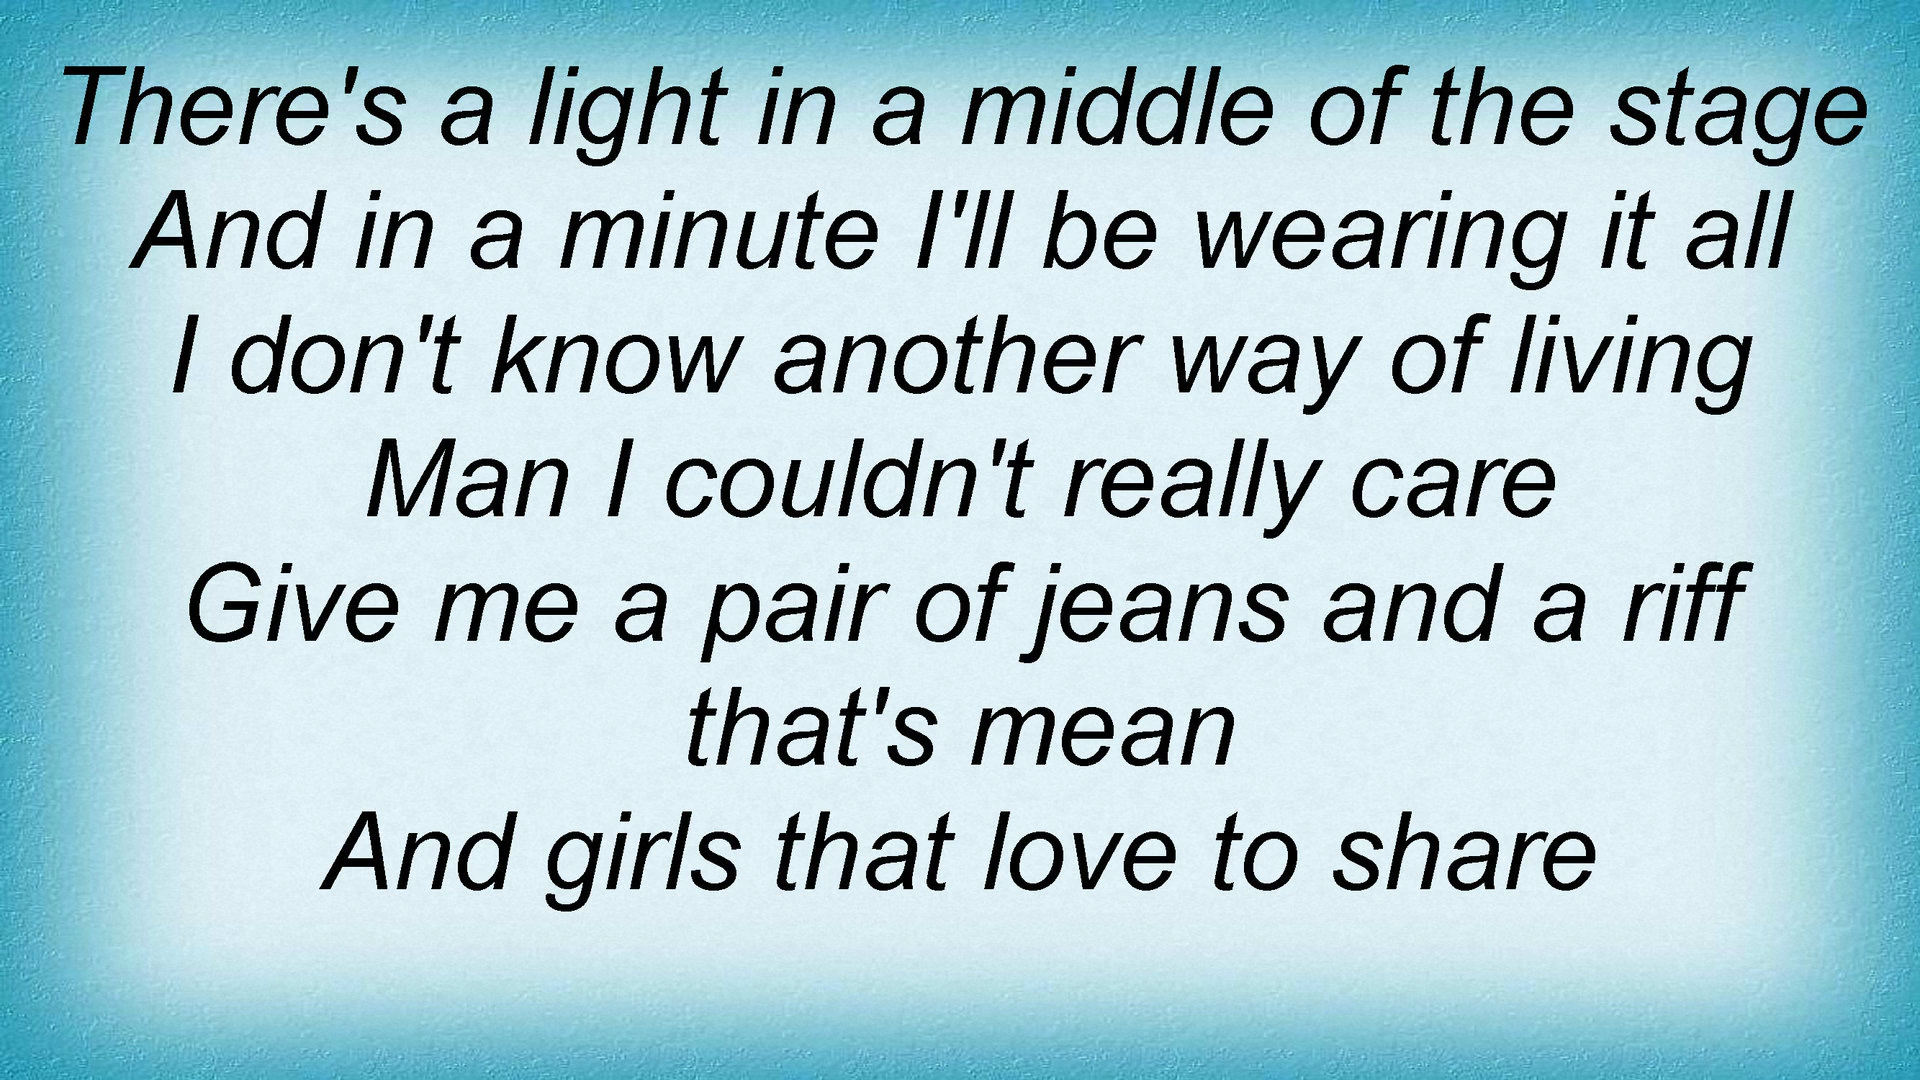 There's a light in a middle of the stage
And in a minute I'll be wearing it all
I don't know another way of living
Man I couldn't really care
Give me a pair of jeans and a riff
that's mean
And girls that love to share